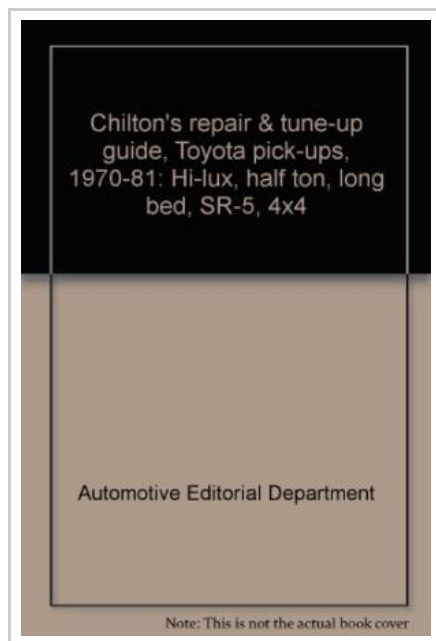 Chilton's repair & tune-up
guide, Toyota pick-ups,
1970-81: Hi-lux, half ton, long
bed, SR-5, 4x4
Automotive Editorial Department
Note: This is not the actual book cover